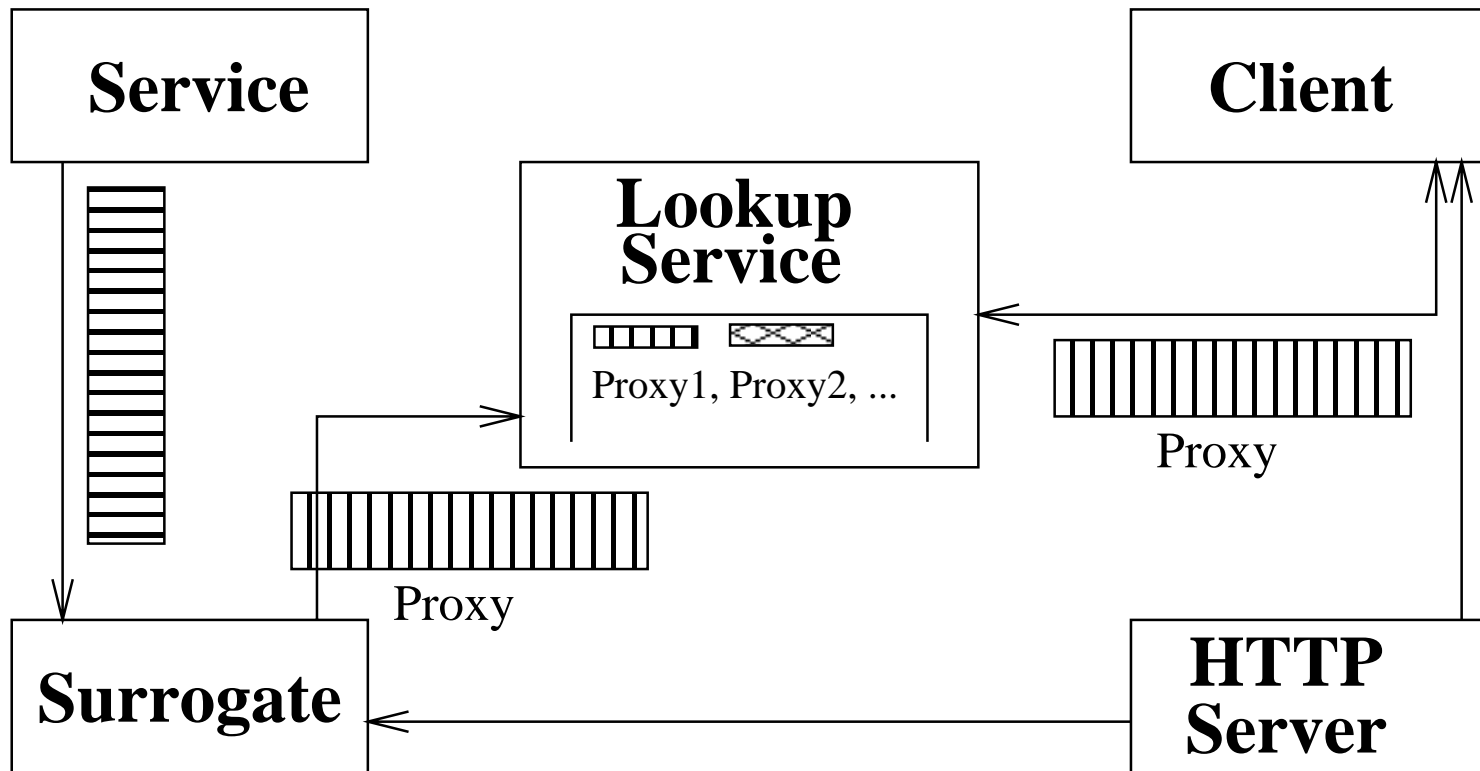 Service
Client
Lookup
Service
Proxy1, Proxy2, ...
Proxy
Proxy
Surrogate
HTTP
Server